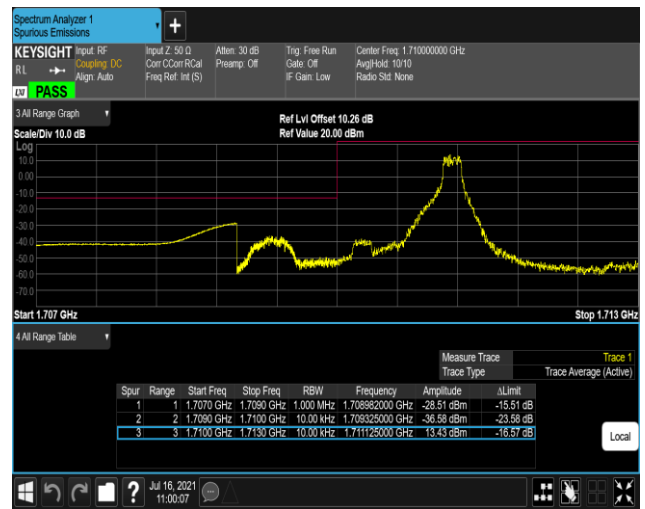 Spectrum Analyzer 1
Spurious Emissions
+
KEYSIGHT Input: RF Input Z: 50 Ω Atten: 30 dB Trig: Free Run Center Freq: 1.710000000 GHz
RL Coupling: DC Corr CCorr RCal Preamp: Off Gate: Off Avg|Hold: 10/10
Align: Auto Freq Ref: Int (S) IF Gain: Low Radio Std: None
LXI PASS
3 All Range Graph
Ref Lvl Offset 10.26 dB
Scale/Div 10.0 dB Ref Value 20.00 dBm
Log
10.0
0.00
-10.0
-20.0
-30.0
-40.0
-50.0
-60.0
-70.0
Start 1.707 GHz Stop 1.713 GHz
4 All Range Table
Measure Trace Trace 1
Trace Type Trace Average (Active)
Spur Range Start Freq Stop Freq RBW Frequency Amplitude ΔLimit
1 1 1.7070 GHz 1.7090 GHz 1.000 MHz 1.708982000 GHz -28.51 dBm -15.51 dB
2 2 1.7090 GHz 1.7100 GHz 10.00 kHz 1.709325000 GHz -36.58 dBm -23.58 dB
3 3 1.7100 GHz 1.7130 GHz 10.00 kHz 1.711125000 GHz 13.43 dBm -16.57 dB
Local
? Jul 16, 2021
11:00:07